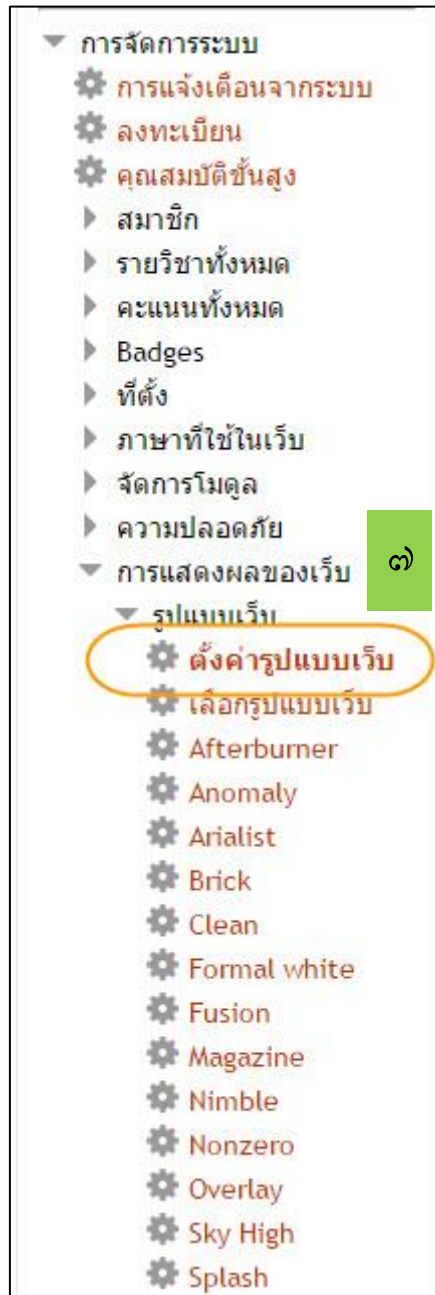 การจัดการระบบ
การแจ้งเตือนจากระบบ
ลงทะเบียน
คุณสมบัติขั้นสูง
สมาชิก
รายวิชาทั้งหมด
คะแนนทั้งหมด
Badges
ที่ตั้ง
ภาษาที่ใช้ในเว็บ
จัดการโมดูล
ความปลอดภัย
การแสดงผลของเว็บ
๗
รูปแบบเว็บ
ตั้งค่ารูปแบบเว็บ
เลือกรูปแบบเว็บ
Afterburner
Anomaly
Arialist
Brick
Clean
Formal white
Fusion
Magazine
Nimble
Nonzero
Overlay
Sky High
Splash